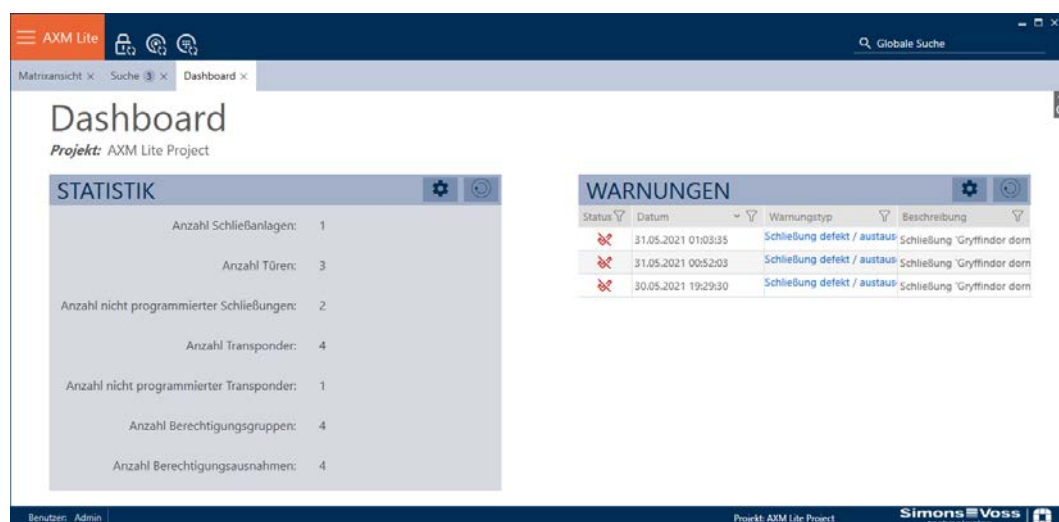 AXM Lite
Globale Suche
Matrixansicht × Suche 3 × Dashboard ×
Dashboard
Projekt: AXM Lite Project
STATISTIK
Anzahl Schließanlagen: 1
Anzahl Türen: 3
Anzahl nicht programmierter Schließungen: 2
Anzahl Transponder: 4
Anzahl nicht programmierter Transponder: 1
Anzahl Berechtigungsgruppen: 4
Anzahl Berechtigungsausnahmen: 4
WARNUNGEN
Status Datum Warnungstyp Beschreibung
31.05.2021 01:03:35 Schließung defekt / austaus Schließung 'Gryffindor dorn
31.05.2021 00:52:03 Schließung defekt / austaus Schließung 'Gryffindor dorn
30.05.2021 19:29:30 Schließung defekt / austaus Schließung 'Gryffindor dorn
Benutzer: Admin
Projekt: AXM Lite Project
SimonsVoss